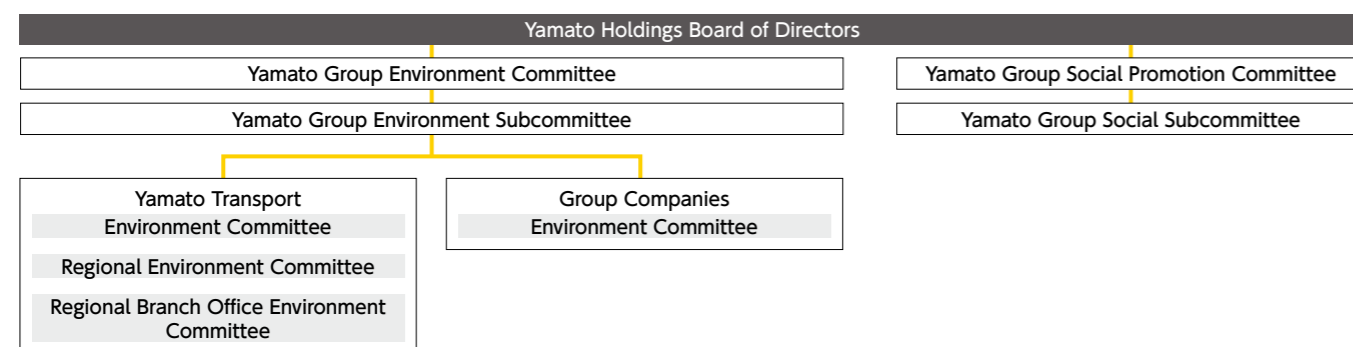 Yamato Holdings Board of Directors
Yamato Group Environment Committee
Yamato Group Social Promotion Committee
Yamato Group Environment Subcommittee
Yamato Group Social Subcommittee
Yamato Transport
Environment Committee
Regional Environment Committee
Regional Branch Office Environment
Committee
Group Companies
Environment Committee